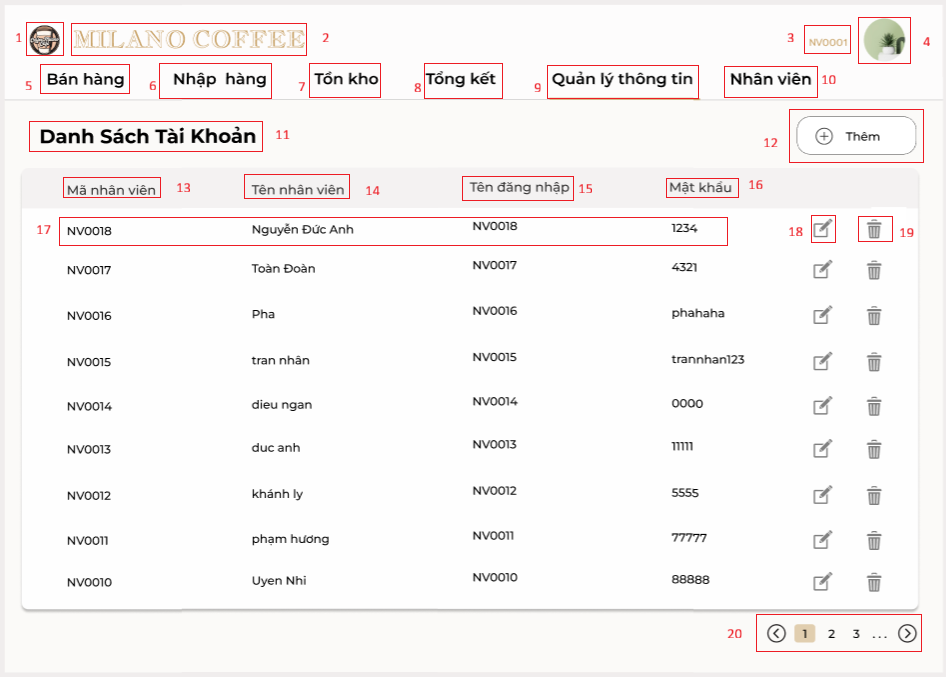 1 MILANO COFFEE 2 3 NV0001 4
5 Bán hàng 6 Nhập hàng 7 Tồn kho 8 Tổng kết 9 Quản lý thông tin Nhân viên 10
Danh Sách Tài Khoản 11 12 Thêm
Mã nhân viên 13 Tên nhân viên 14 Tên đăng nhập 15 Mật khẩu 16
17 NV0018 Nguyễn Đức Anh NV0018 1234 18 19
NV0017 Toàn Đoàn NV0017 4321
NV0016 Pha NV0016 phahaha
NV0015 tran nhân NV0015 trannhan123
NV0014 dieu ngan NV0014 0000
NV0013 duc anh NV0013 11111
NV0012 khánh ly NV0012 5555
NV0011 phạm hương NV0011 77777
NV0010 Uyen Nhi NV0010 88888
20 1 2 3 ...